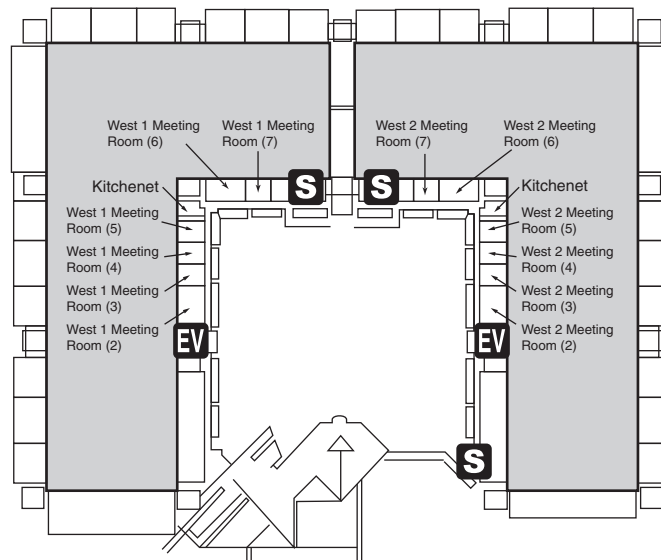 West 1 Meeting
Room (6)
West 1 Meeting
Room (7)
West 2 Meeting
Room (7)
West 2 Meeting
Room (6)
S
S
Kitchenet
Kitchenet
West 1 Meeting
Room (5)
West 2 Meeting
Room (5)
West 1 Meeting
Room (4)
West 2 Meeting
Room (4)
West 1 Meeting
Room (3)
West 2 Meeting
Room (3)
West 1 Meeting
Room (2)
West 2 Meeting
Room (2)
EV
EV
S